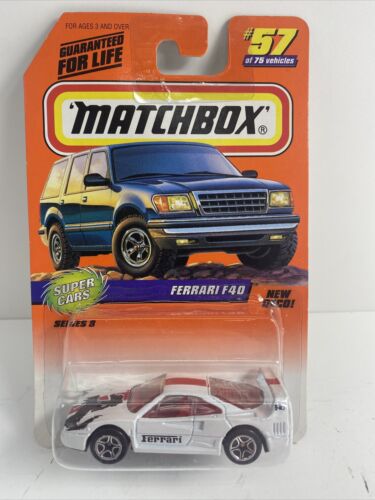 FOR AGES 3 AND OVER
GUARANTEED
FOR LIFE
#57
of 75 vehicles
'MATCHBOX'®
SUPER
CARS
FERRARI F40
NEW
DECO!
SERIES 9
Ferrari